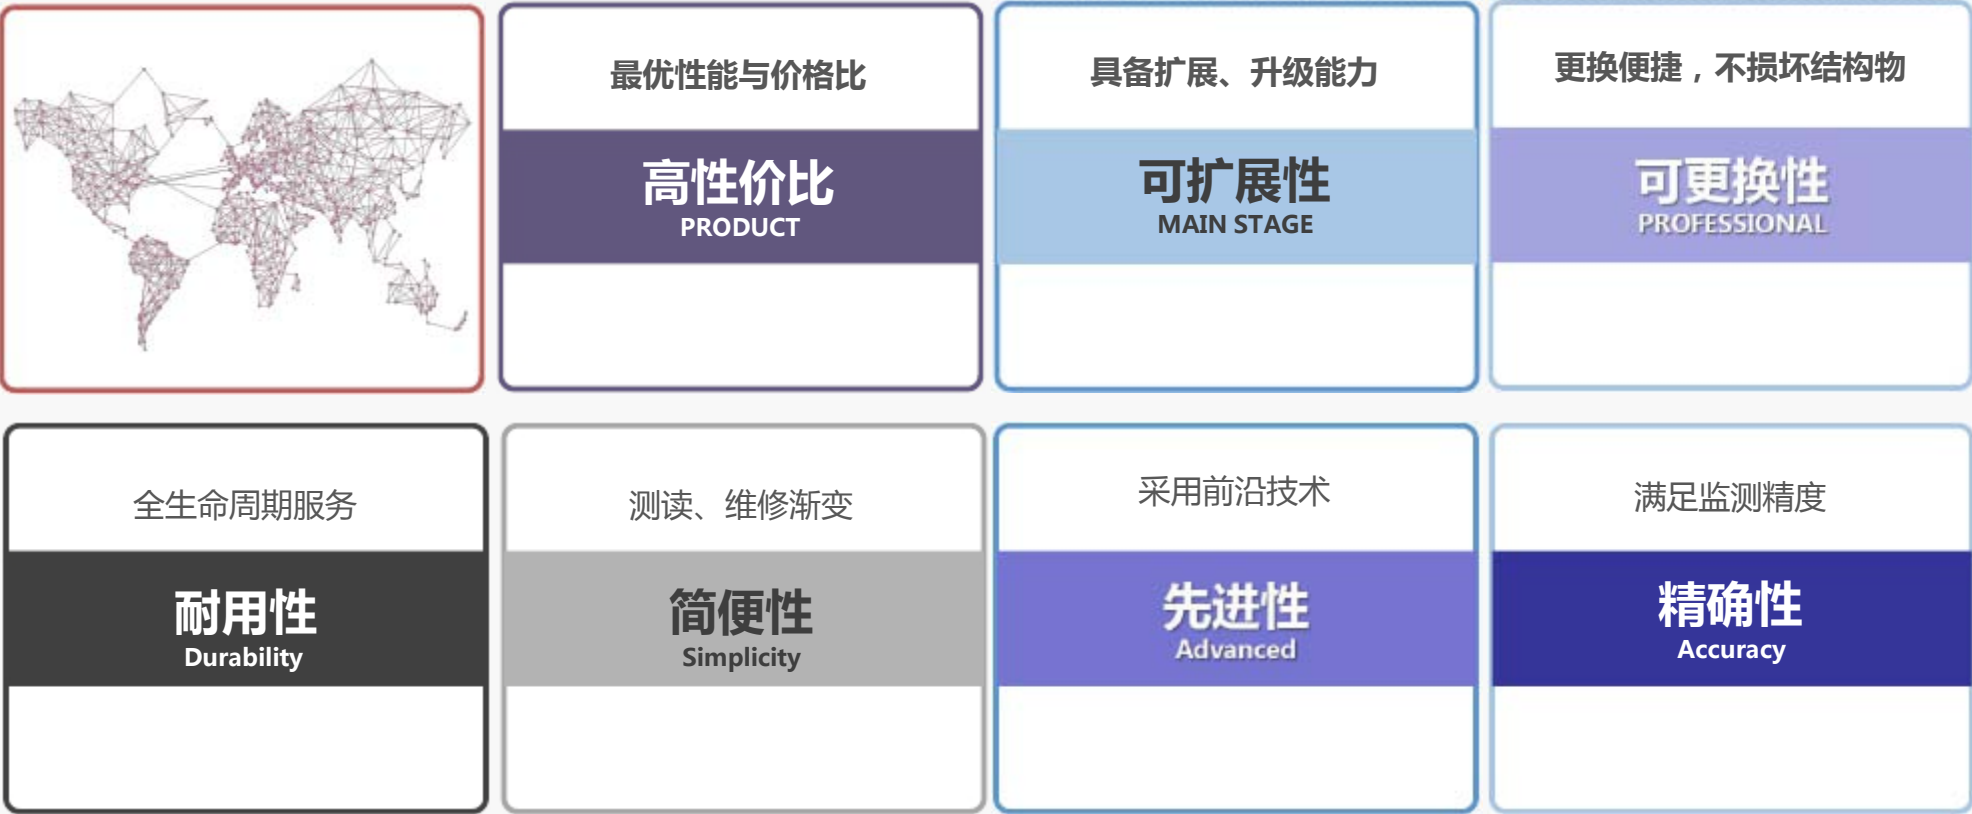 最优性能与价格比
高性价比
PRODUCT
具备扩展、升级能力
可扩展性
MAIN STAGE
更换便捷，不损坏结构物
可更换性
PROFESSIONAL
全生命周期服务
耐用性
Durability
测读、维修渐变
简便性
Simplicity
采用前沿技术
先进性
Advanced
满足监测精度
精确性
Accuracy